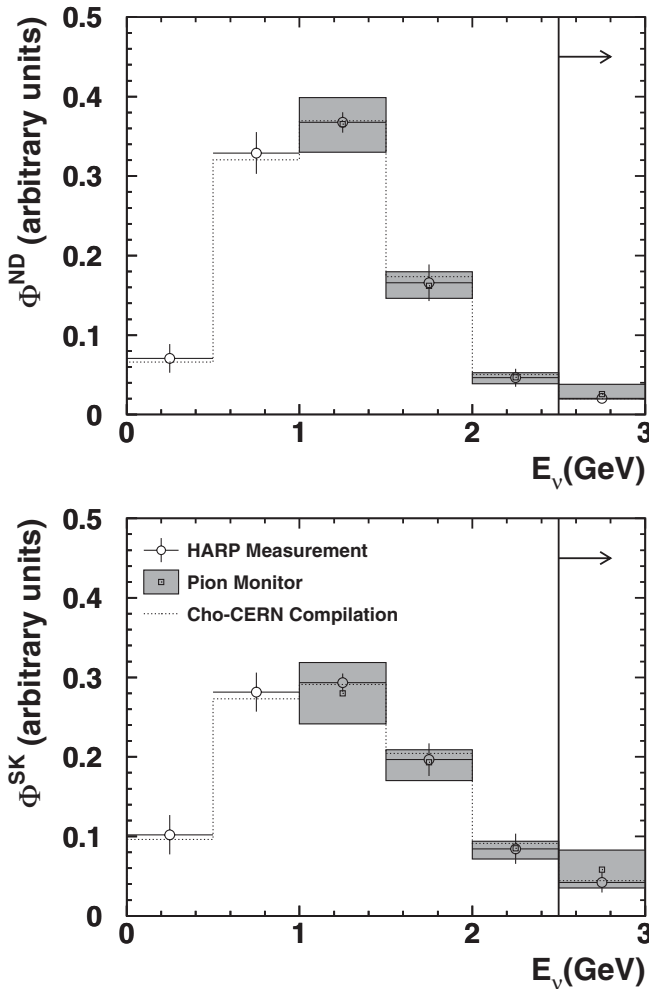 0.5
0.4
0.3
0.2
0.1
0
Φ^ND (arbitrary units)
0 1 2 3
E_ν(GeV)
0.5
0.4
0.3
0.2
0.1
0
Φ^SK (arbitrary units)
HARP Measurement
Pion Monitor
Cho-CERN Compilation
0 1 2 3
E_ν(GeV)